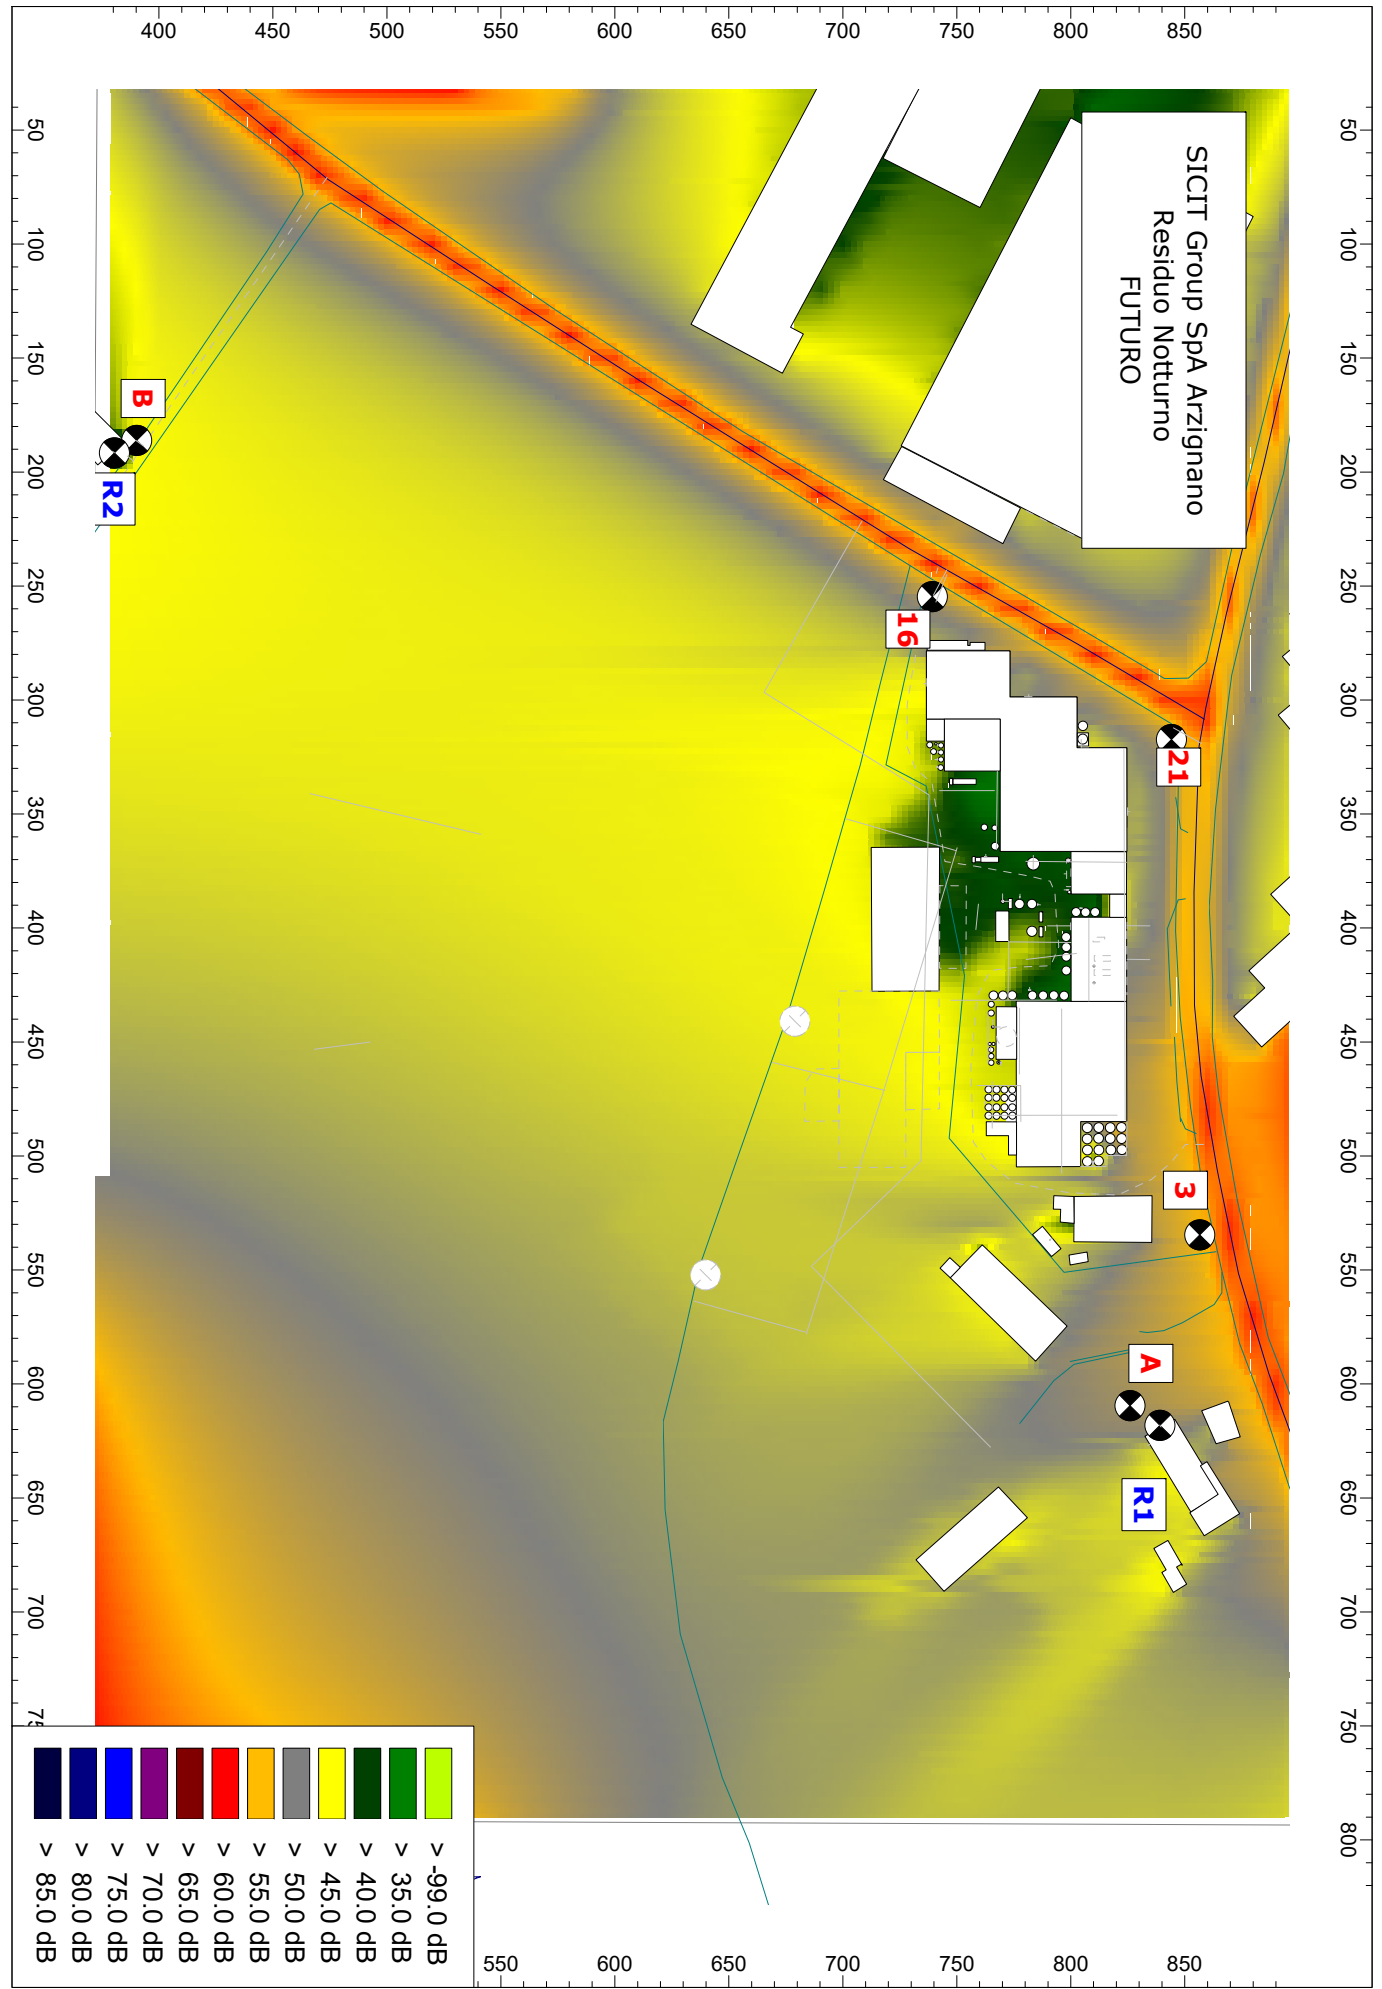 400 450 500 550 600 650 700 750 800 850
SICIT Group SpA Arzignano
Residuo Notturno
FUTURO
50
100
150
200
250
300
350
400
450
500
550
600
650
700
750
800
50
100
150
200
250
300
350
400
450
500
550
600
650
700
B
R2
16
21
3
A
R1
> -99.0 dB
> 35.0 dB
> 40.0 dB
> 45.0 dB
> 50.0 dB
> 55.0 dB
> 60.0 dB
> 65.0 dB
> 70.0 dB
> 75.0 dB
> 80.0 dB
> 85.0 dB
550 600 650 700 750 800 850